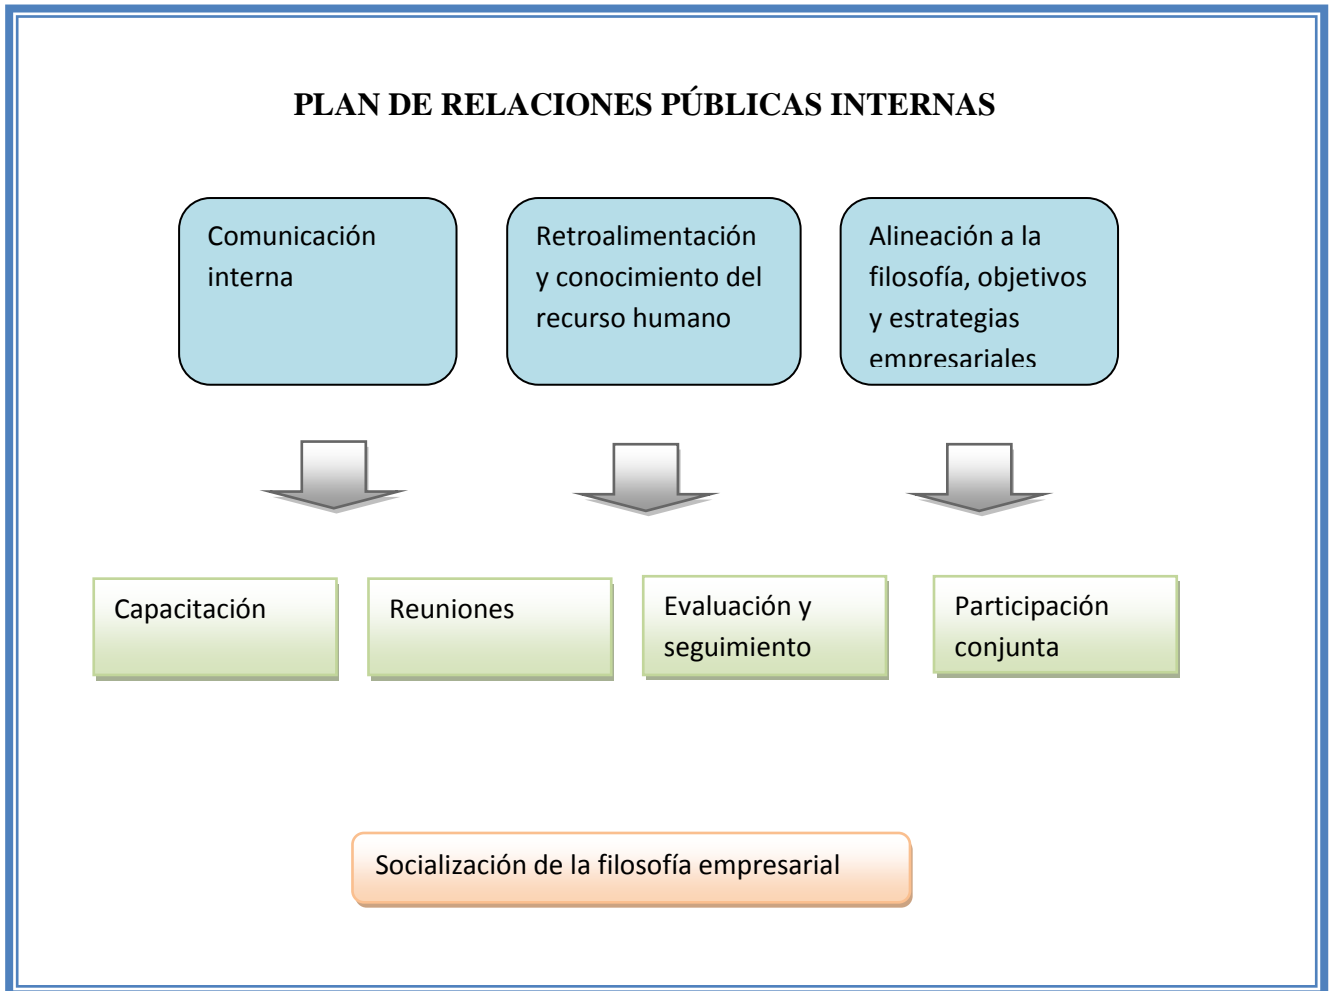 PLAN DE RELACIONES PÚBLICAS INTERNAS
Comunicación
interna
Retroalimentación
y conocimiento del
recurso humano
Alineación a la
filosofía, objetivos
y estrategias
empresariales
Capacitación
Reuniones
Evaluación y
seguimiento
Participación
conjunta
Socialización de la filosofía empresarial